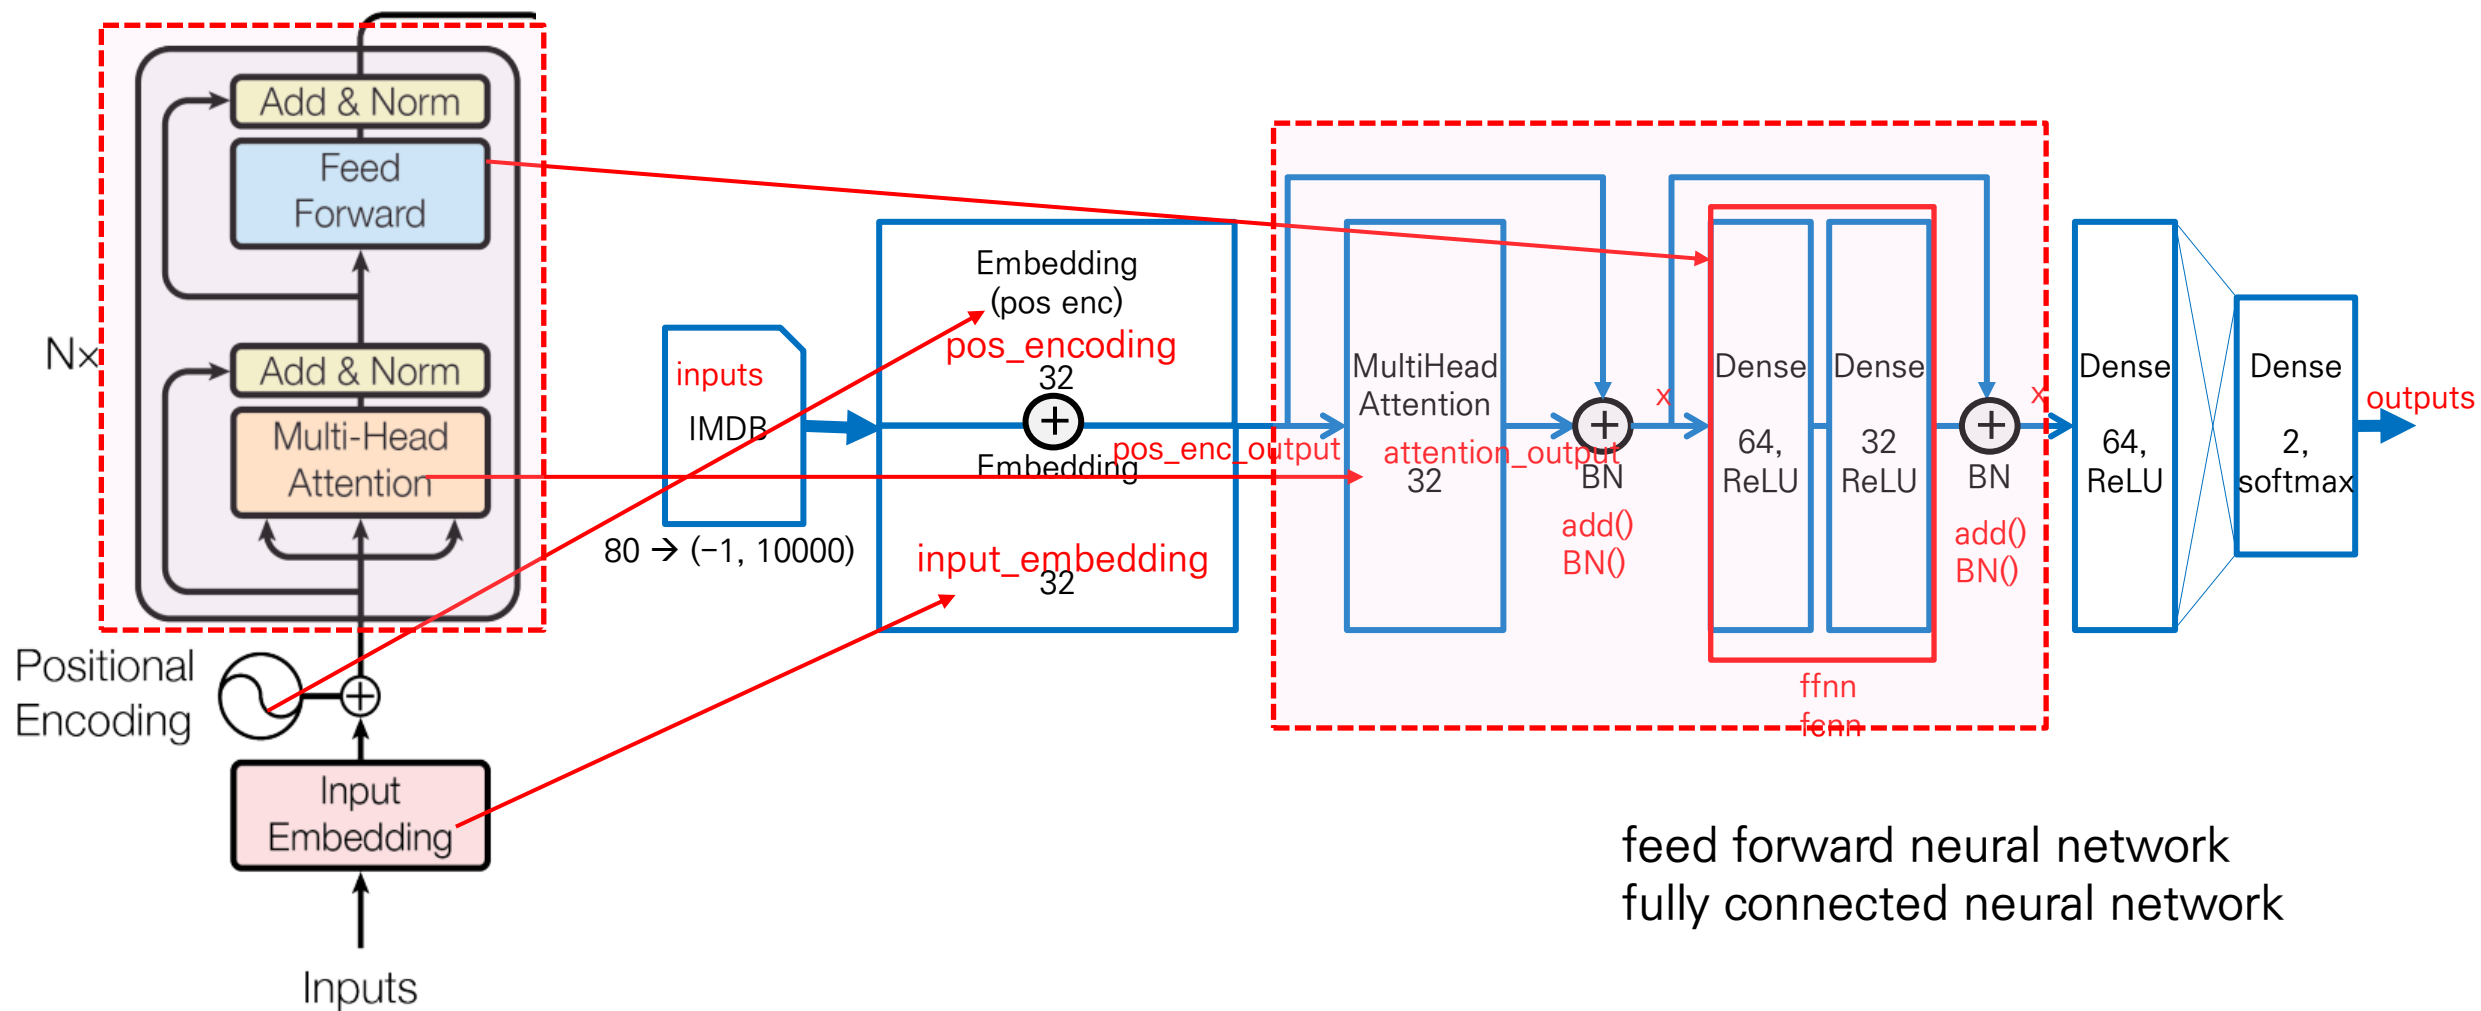 Add & Norm
Feed
Forward
N×
Add & Norm
Multi-Head
Attention
Positional
Encoding
Input
Embedding
Inputs
inputs
IMDB
80 → (−1, 10000)
Embedding
(pos enc)
pos_encoding
32
Embedding
input_embedding
32
pos_enc_output
MultiHead
Attention
32
attention_output
BN
add()
BN()
x
Dense
64,
ReLU
Dense
32
ReLU
ffnn
fcnn
BN
add()
BN()
x
Dense
64,
ReLU
Dense
2,
softmax
outputs
feed forward neural network
fully connected neural network